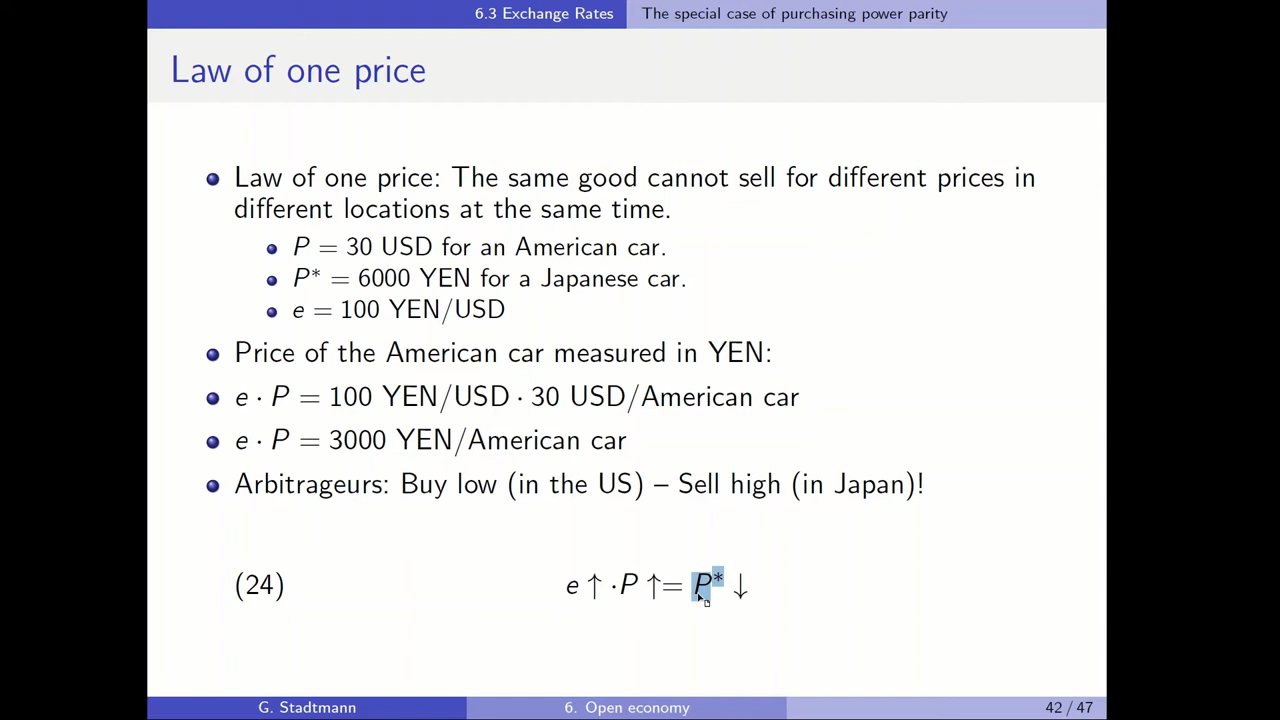 6.3 Exchange Rates The special case of purchasing power parity
Law of one price
Law of one price: The same good cannot sell for different prices in
different locations at the same time.
P = 30 USD for an American car.
P* = 6000 YEN for a Japanese car.
e = 100 YEN/USD
Price of the American car measured in YEN:
e · P = 100 YEN/USD · 30 USD/American car
e · P = 3000 YEN/American car
Arbitrageurs: Buy low (in the US) – Sell high (in Japan)!
(24) e ↑ ·P ↑= P* ↓
G. Stadtmann 6. Open economy 42 / 47